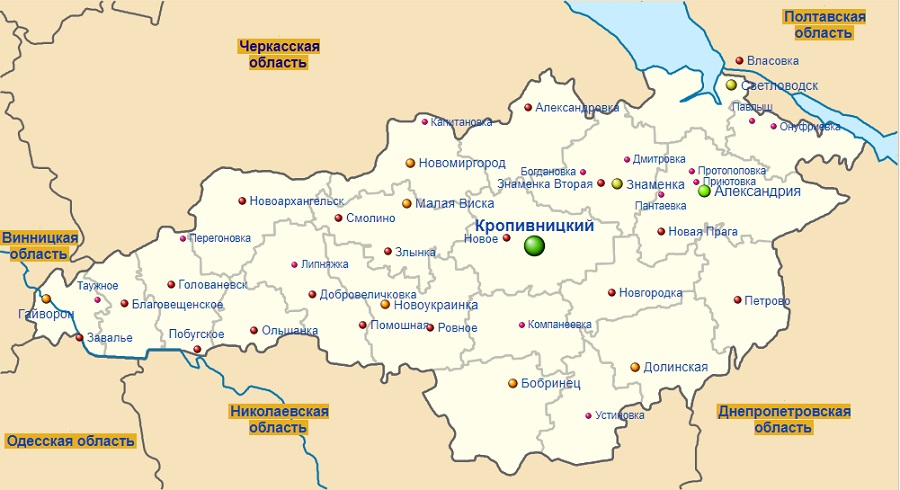 Полтавская
область
Черкасская
область
Власовка
Светловодск
Александровка
Павлыш
Капитановка
Онуфриевка
Дмитровка
Новомиргород
Богдановка
Протоповка
Знаменка Вторая
Знаменка
Приютовка
Александрия
Новоархангельск
Малая Виска
Пантаевка
Смолино
Кропивницкий
Новая Прага
Винницкая
область
Перегоновка
Новое
Злынка
Липняжка
Таужное
Голованевск
Добровеличковка
Новгородка
Гайворон
Благовещенское
Новоукраинка
Петрово
Завалье
Побугское
Ольшанка
Помошная
Ровное
Компанеевка
Долинская
Бобринец
Николаевская
область
Устиновка
Днепропетровская
область
Одесская область